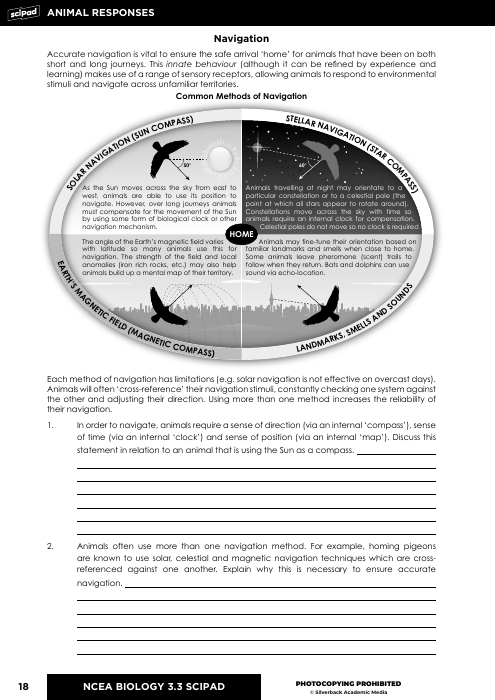 scipad ANIMAL RESPONSES
Navigation
Accurate navigation is vital to ensure the safe arrival ‘home’ for animals that have been on both
short and long journeys. This innate behaviour (although it can be refined by experience and
learning) makes use of a range of sensory receptors, allowing animals to respond to environmental
stimuli and navigate across unfamiliar territories.
Common Methods of Navigation
SOLAR NAVIGATION (SUN COMPASS)
50°
As the Sun moves across the sky from east to
west, animals are able to use its position to
navigate. However, over long journeys animals
must compensate for the movement of the Sun
by using some form of biological clock or other
navigation mechanism.
STELLAR NAVIGATION (STAR COMPASS)
60°
Animals travelling at night may orientate to a
particular constellation or to a celestial pole (the
point at which all stars appear to rotate around).
Constellations move across the sky with time so
animals require an internal clock for compensation.
Celestial poles do not move so no clock is required.
HOME
The angle of the Earth's magnetic field varies
with latitude so many animals use this for
navigation. The strength of the field and local
anomalies (iron rich rocks, etc.) may also help
animals build up a mental map of their territory.
EARTH'S MAGNETIC FIELD (MAGNETIC COMPASS)
Animals may fine-tune their orientation based on
familiar landmarks and smells when close to home.
Some animals leave pheromone (scent) trails to
follow when they return. Bats and dolphins can use
sound via echo-location.
LANDMARKS, SMELLS AND SOUNDS
Each method of navigation has limitations (e.g. solar navigation is not effective on overcast days).
Animals will often ‘cross-reference’ their navigation stimuli, constantly checking one system against
the other and adjusting their direction. Using more than one method increases the reliability of
their navigation.
1. In order to navigate, animals require a sense of direction (via an internal ‘compass’), sense
of time (via an internal ‘clock’) and sense of position (via an internal ‘map’). Discuss this
statement in relation to an animal that is using the Sun as a compass.
2. Animals often use more than one navigation method. For example, homing pigeons
are known to use solar, celestial and magnetic navigation techniques which are cross-
referenced against one another. Explain why this is necessary to ensure accurate
navigation.
18 NCEA BIOLOGY 3.3 SCIPAD PHOTOCOPYING PROHIBITED
© Silverback Academic Media